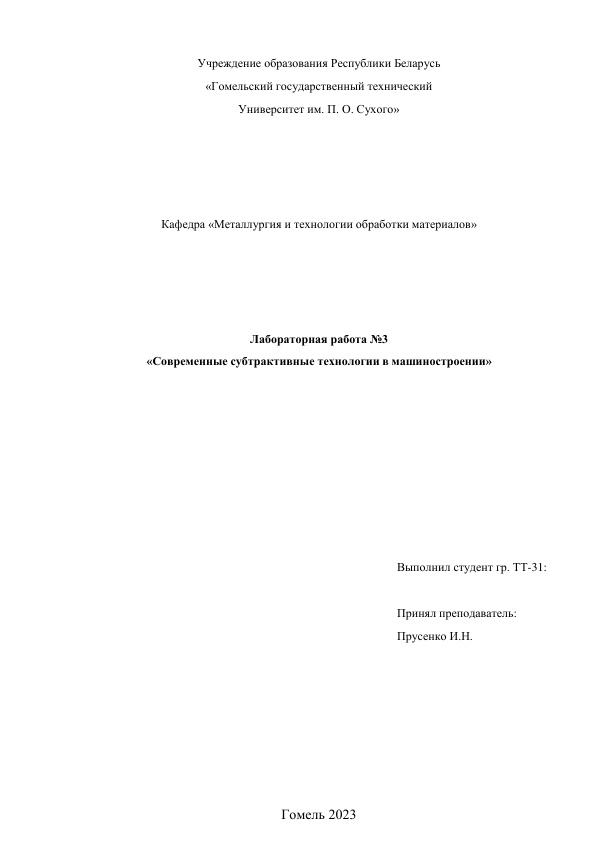 Учреждение образования Республики Беларусь
«Гомельский государственный технический
Университет им. П. О. Сухого»
Кафедра «Металлургия и технологии обработки материалов»
Лабораторная работа №3
«Современные субтрактивные технологии в машиностроении»
Выполнил студент гр. ТТ-31:
Принял преподаватель:
Прусенко И.Н.
Гомель 2023